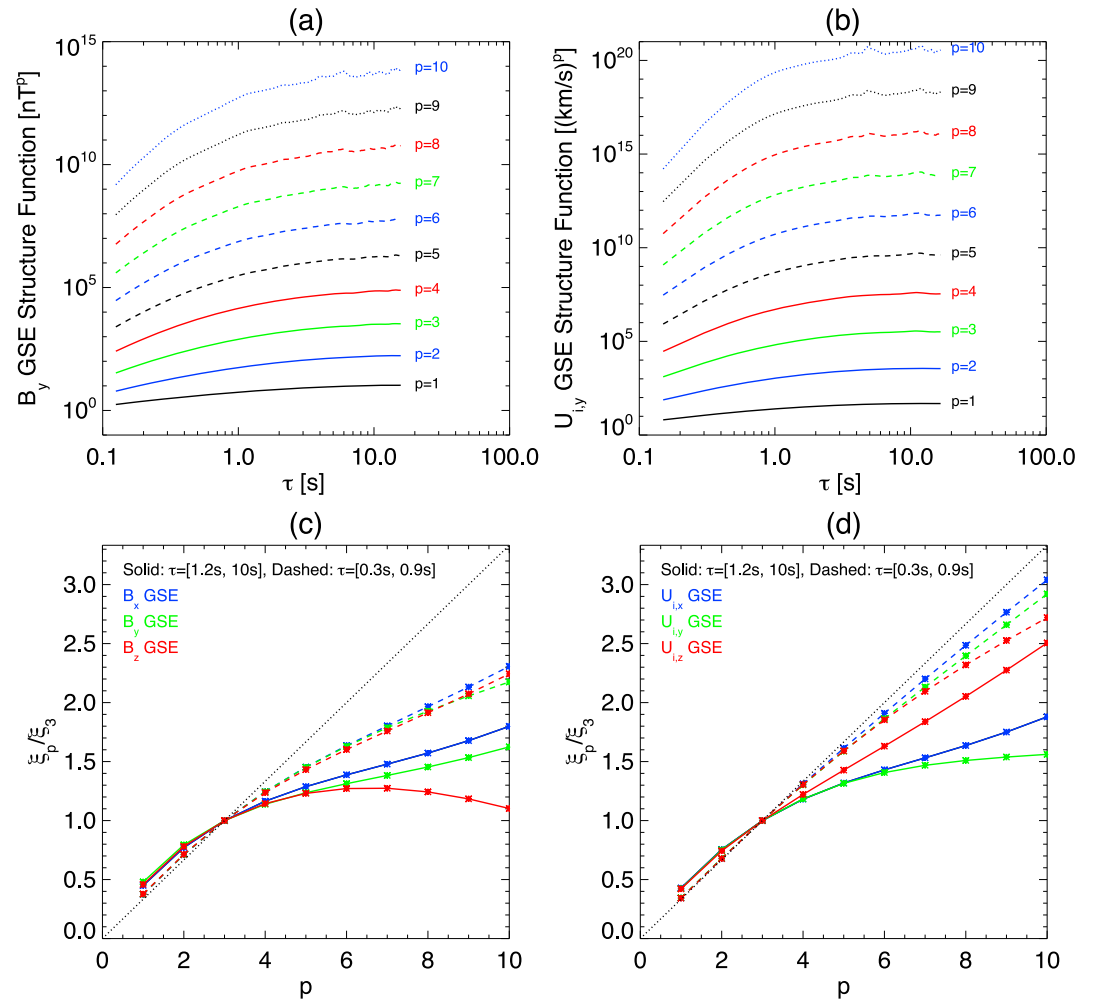 (a)
10^15
10^10
10^5
10^0
B_y GSE Structure Function [nT^p]
p=10
p=9
p=8
p=7
p=6
p=5
p=4
p=3
p=2
p=1
0.1 1.0 10.0 100.0
τ [s]
(b)
10^20
10^15
10^10
10^5
10^0
U_i,y GSE Structure Function [(km/s)^p]
p=10
p=9
p=8
p=7
p=6
p=5
p=4
p=3
p=2
p=1
0.1 1.0 10.0 100.0
τ [s]
(c)
Solid: τ=[1.2s, 10s], Dashed: τ=[0.3s, 0.9s]
B_x GSE
B_y GSE
B_z GSE
3.0
2.5
2.0
1.5
1.0
0.5
0.0
ξ_p/ξ_3
0 2 4 6 8 10
p
(d)
Solid: τ=[1.2s, 10s], Dashed: τ=[0.3s, 0.9s]
U_i,x GSE
U_i,y GSE
U_i,z GSE
3.0
2.5
2.0
1.5
1.0
0.5
0.0
ξ_p/ξ_3
0 2 4 6 8 10
p